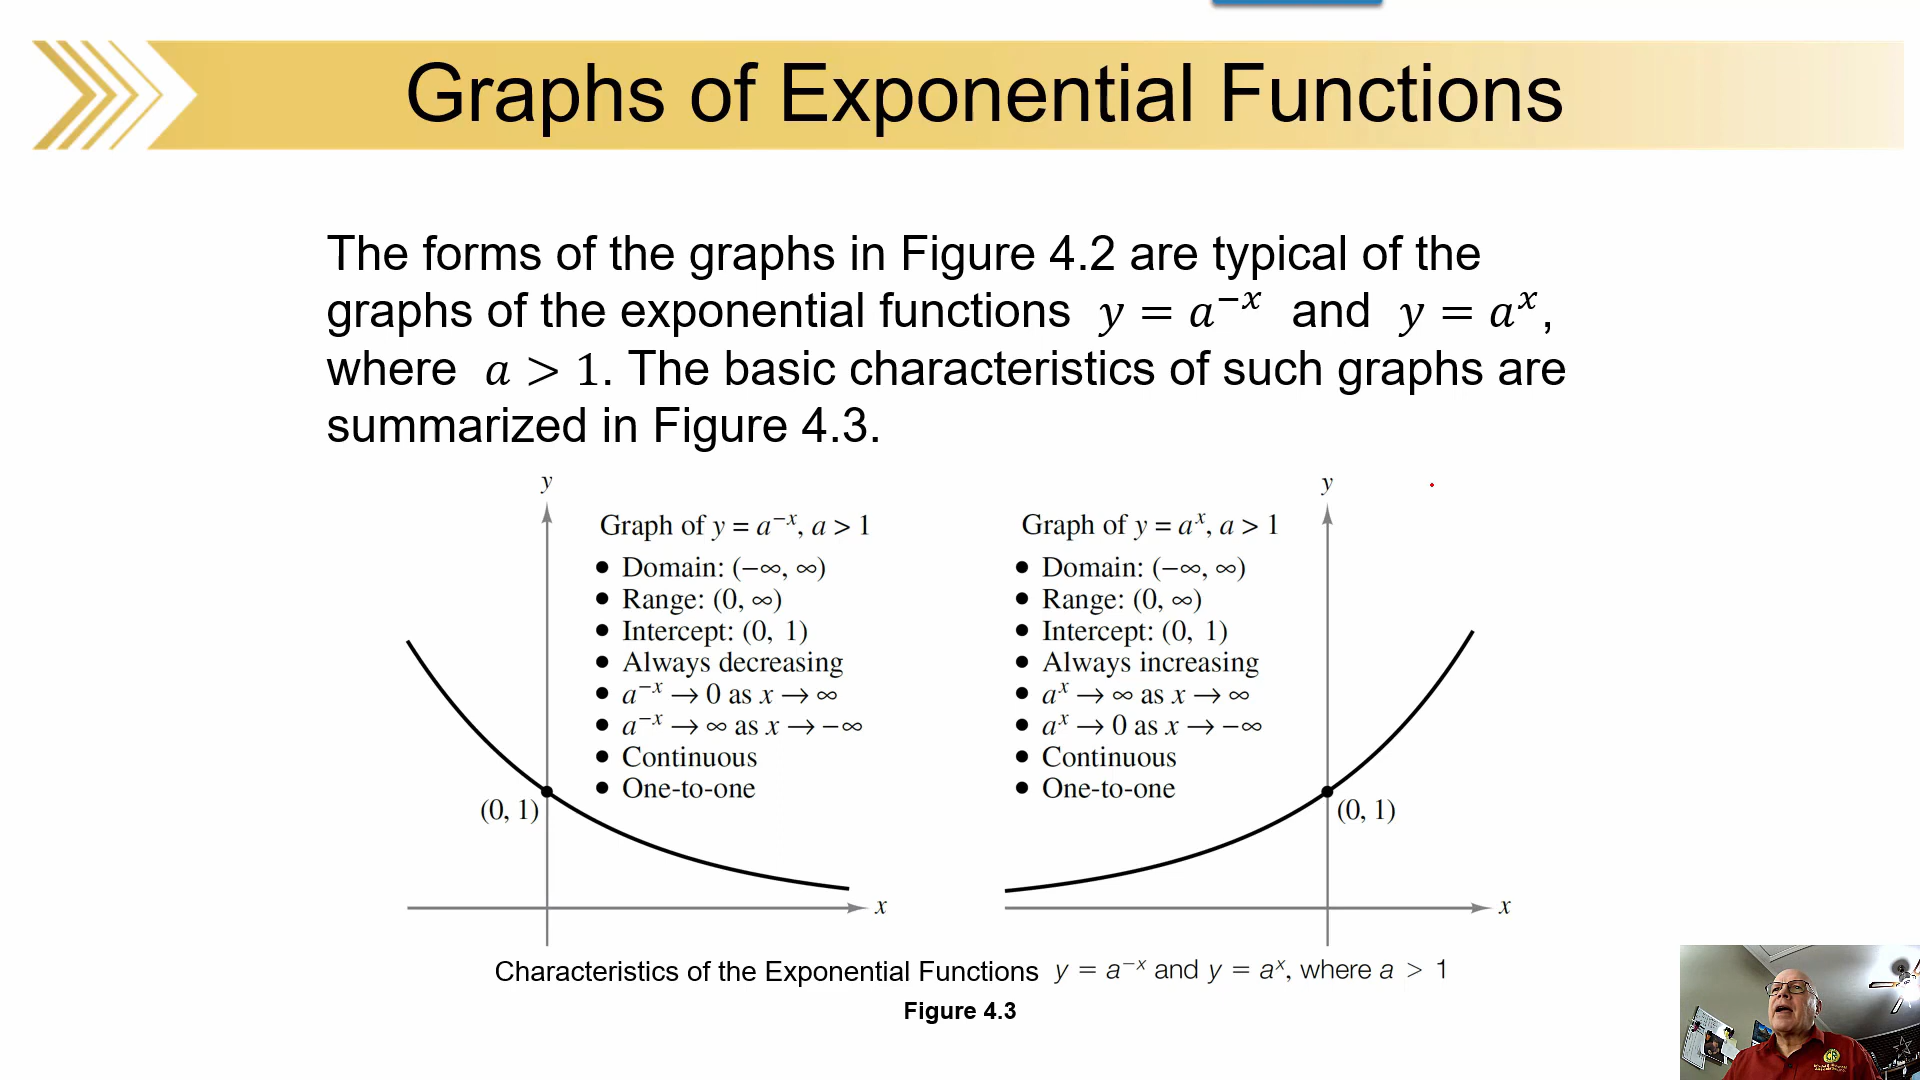 Graphs of Exponential Functions
The forms of the graphs in Figure 4.2 are typical of the
graphs of the exponential functions y = a⁻ˣ and y = aˣ,
where a > 1. The basic characteristics of such graphs are
summarized in Figure 4.3.
y
Graph of y = a⁻ˣ, a > 1
• Domain: (−∞, ∞)
• Range: (0, ∞)
• Intercept: (0, 1)
• Always decreasing
• a⁻ˣ → 0 as x → ∞
• a⁻ˣ → ∞ as x → −∞
• Continuous
• One-to-one
(0, 1)
x
y
Graph of y = aˣ, a > 1
• Domain: (−∞, ∞)
• Range: (0, ∞)
• Intercept: (0, 1)
• Always increasing
• aˣ → ∞ as x → ∞
• aˣ → 0 as x → −∞
• Continuous
• One-to-one
(0, 1)
x
Characteristics of the Exponential Functions y = a⁻ˣ and y = aˣ, where a > 1
Figure 4.3